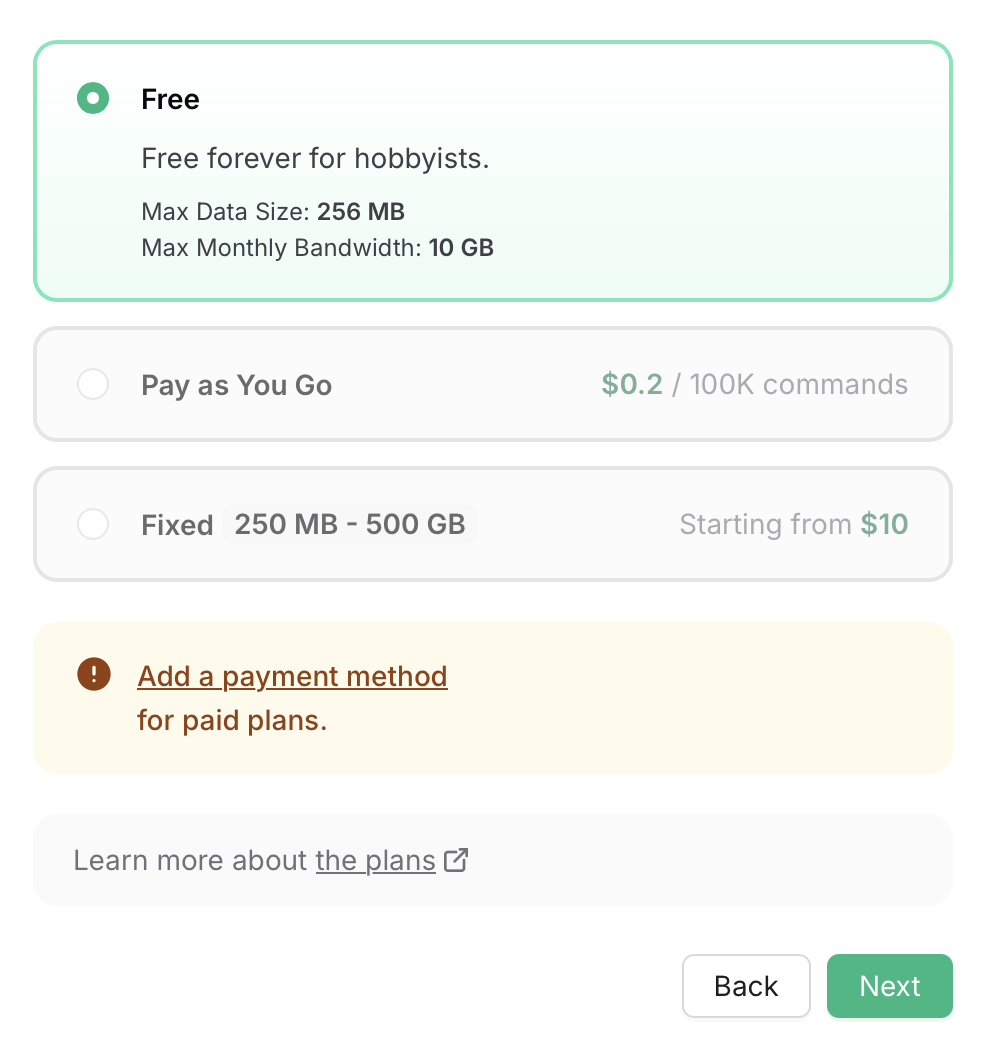 Free
Free forever for hobbyists.
Max Data Size: 256 MB
Max Monthly Bandwidth: 10 GB
Pay as You Go $0.2 / 100K commands
Fixed 250 MB - 500 GB Starting from $10
Add a payment method
for paid plans.
Learn more about the plans
Back Next